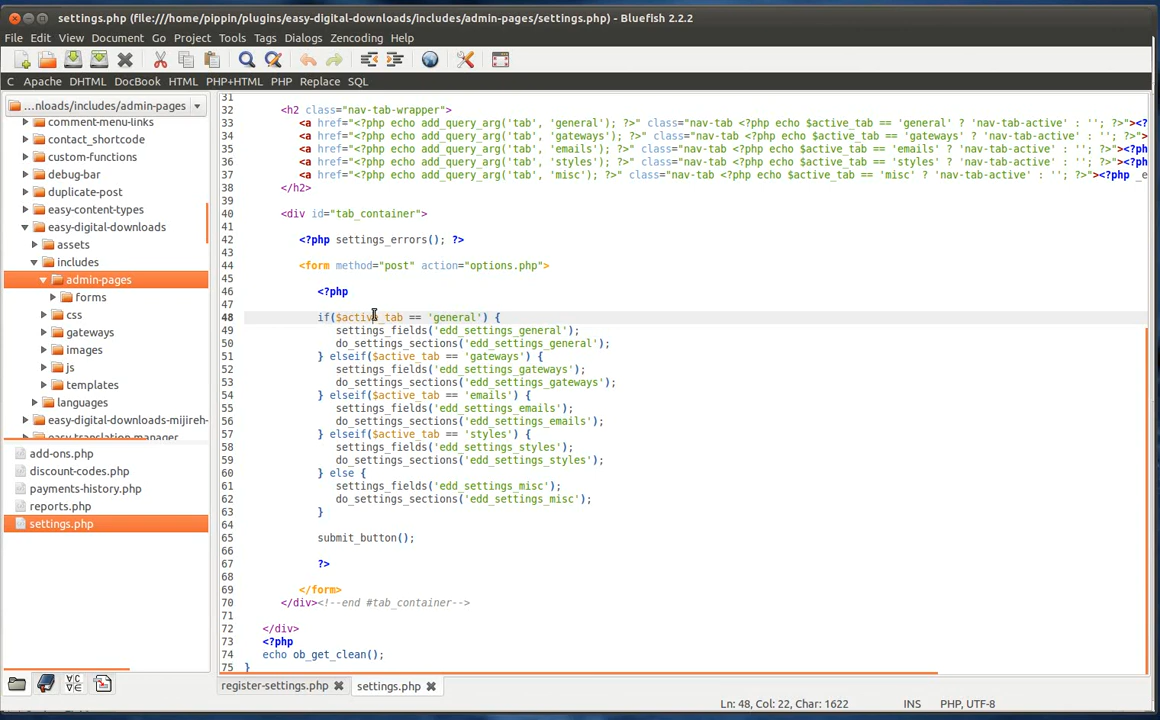 settings.php (file:///home/pippin/plugins/easy-digital-downloads/includes/admin-pages/settings.php) - Bluefish 2.2.2
File Edit View Document Go Project Tools Tags Dialogs Zencoding Help
C Apache DHTML DocBook HTML PHP+HTML PHP Replace SQL
...nloads/includes/admin-pages
comment-menu-links
contact_shortcode
custom-functions
debug-bar
duplicate-post
easy-content-types
easy-digital-downloads
assets
includes
admin-pages
forms
css
gateways
images
js
templates
languages
easy-digital-downloads-mijireh-
easy-translation-manager
add-ons.php
discount-codes.php
payments-history.php
reports.php
settings.php
31
32 <h2 class="nav-tab-wrapper">
33 <a href="<?php echo add_query_arg('tab', 'general'); ?>" class="nav-tab <?php echo $active_tab == 'general' ? 'nav-tab-active' : ''; ?>"><?
34 <a href="<?php echo add_query_arg('tab', 'gateways'); ?>" class="nav-tab <?php echo $active_tab == 'gateways' ? 'nav-tab-active' : ''; ?>">
35 <a href="<?php echo add_query_arg('tab', 'emails'); ?>" class="nav-tab <?php echo $active_tab == 'emails' ? 'nav-tab-active' : ''; ?>"><?ph
36 <a href="<?php echo add_query_arg('tab', 'styles'); ?>" class="nav-tab <?php echo $active_tab == 'styles' ? 'nav-tab-active' : ''; ?>"><?ph
37 <a href="<?php echo add_query_arg('tab', 'misc'); ?>" class="nav-tab <?php echo $active_tab == 'misc' ? 'nav-tab-active' : ''; ?>"><?php _e
38 </h2>
39
40 <div id="tab_container">
41
42 <?php settings_errors(); ?>
43
44 <form method="post" action="options.php">
45
46 <?php
47
48 if($active_tab == 'general') {
49 settings_fields('edd_settings_general');
50 do_settings_sections('edd_settings_general');
51 } elseif($active_tab == 'gateways') {
52 settings_fields('edd_settings_gateways');
53 do_settings_sections('edd_settings_gateways');
54 } elseif($active_tab == 'emails') {
55 settings_fields('edd_settings_emails');
56 do_settings_sections('edd_settings_emails');
57 } elseif($active_tab == 'styles') {
58 settings_fields('edd_settings_styles');
59 do_settings_sections('edd_settings_styles');
60 } else {
61 settings_fields('edd_settings_misc');
62 do_settings_sections('edd_settings_misc');
63 }
64
65 submit_button();
66
67 ?>
68
69 </form>
70 </div><!--end #tab_container-->
71
72 </div>
73 <?php
74 echo ob_get_clean();
75 }
register-settings.php settings.php
Ln: 48, Col: 22, Char: 1622 INS PHP, UTF-8